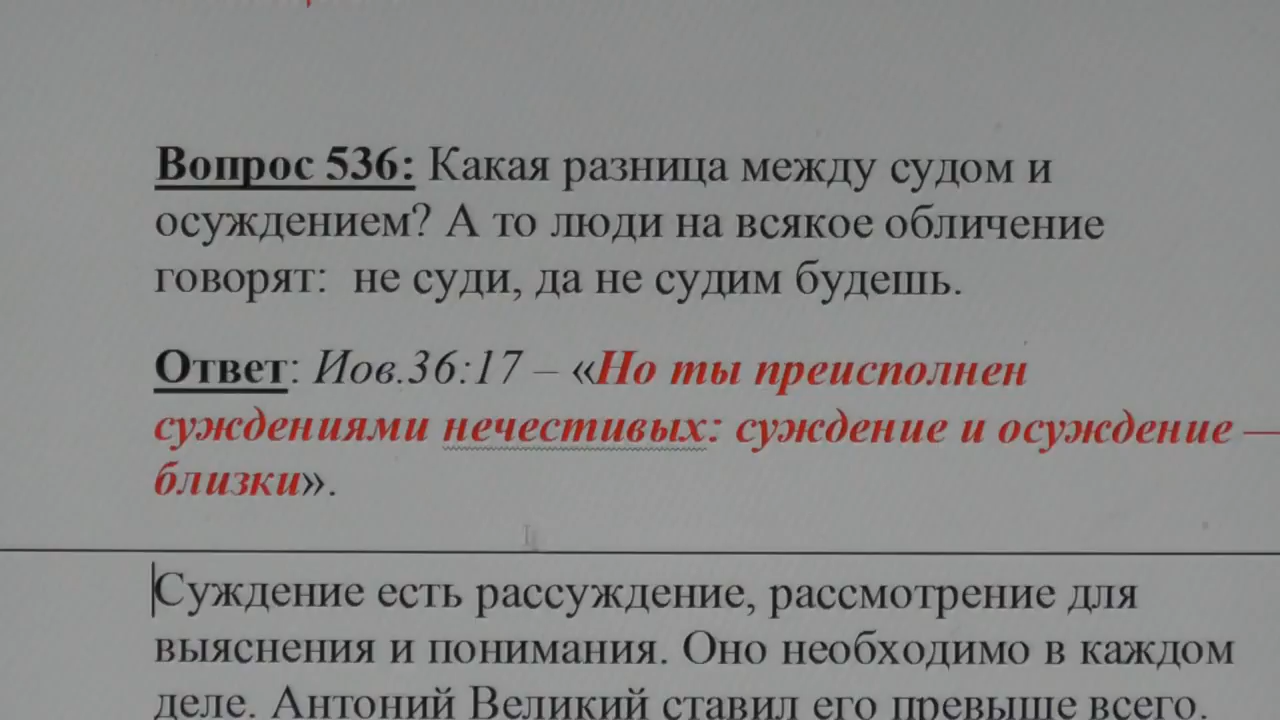 Вопрос 536: Какая разница между судом и
осуждением? А то люди на всякое обличение
говорят: не суди, да не судим будешь.
Ответ: Иов.36:17 – «Но ты преисполнен
суждениями нечестивых: суждение и осуждение —
близки».
Суждение есть рассуждение, рассмотрение для
выяснения и понимания. Оно необходимо в каждом
деле. Антоний Великий ставил его превыше всего.